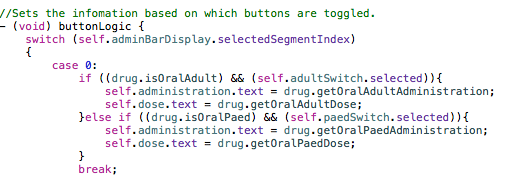 //Sets the infomation based on which buttons are toggled.
- (void) buttonLogic {
    switch (self.adminBarDisplay.selectedSegmentIndex)
    {
        case 0:
            if ((drug.isOralAdult) && (self.adultSwitch.selected)){
                self.administration.text = drug.getOralAdultAdministration;
                self.dose.text = drug.getOralAdultDose;
            }else if ((drug.isOralPaed) && (self.paedSwitch.selected)){
                self.administration.text = drug.getOralPaedAdministration;
                self.dose.text = drug.getOralPaedDose;
            }
            break;